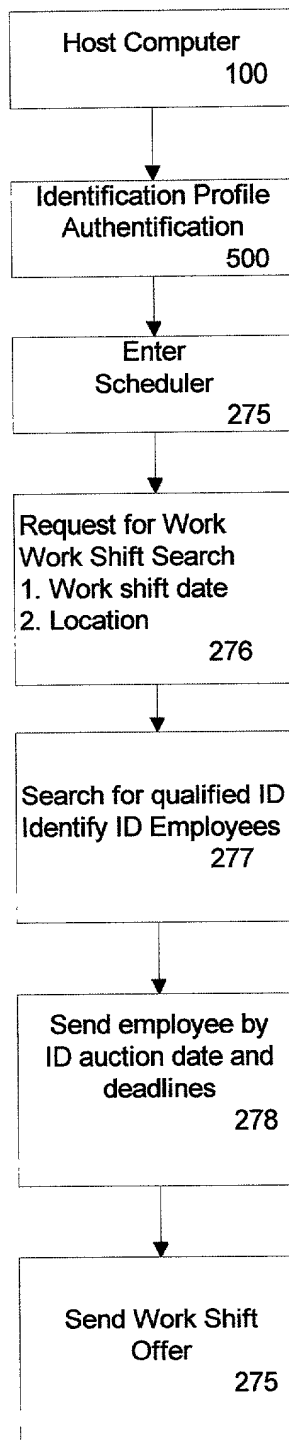 Host Computer
100
Identification Profile
Authentification
500
Enter
Scheduler
275
Request for Work
Work Shift Search
1. Work shift date
2. Location
276
Search for qualified ID
Identify ID Employees
277
Send employee by
ID auction date and
deadlines
278
Send Work Shift
Offer
275